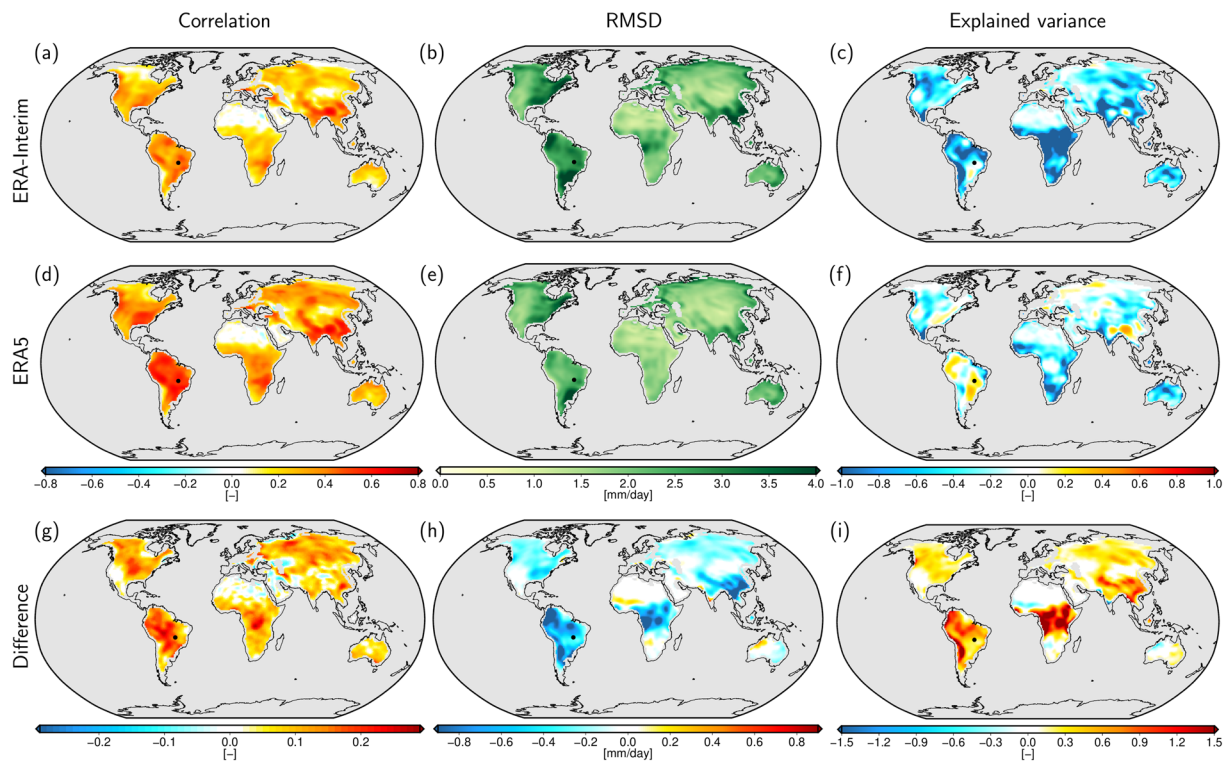 Correlation RMSD Explained variance
(a) (b) (c)
ERA-Interim
(d) (e) (f)
ERA5
−0.8 −0.6 −0.4 −0.2 0.0 0.2 0.4 0.6 0.8
[−]
0.0 0.5 1.0 1.5 2.0 2.5 3.0 3.5 4.0
[mm/day]
−1.0 −0.8 −0.6 −0.4 −0.2 0.0 0.2 0.4 0.6 0.8 1.0
[−]
(g) (h) (i)
Difference
−0.2 −0.1 0.0 0.1 0.2
[−]
−0.8 −0.6 −0.4 −0.2 0.0 0.2 0.4 0.6 0.8
[mm/day]
−1.5 −1.2 −0.9 −0.6 −0.3 0.0 0.3 0.6 0.9 1.2 1.5
[−]